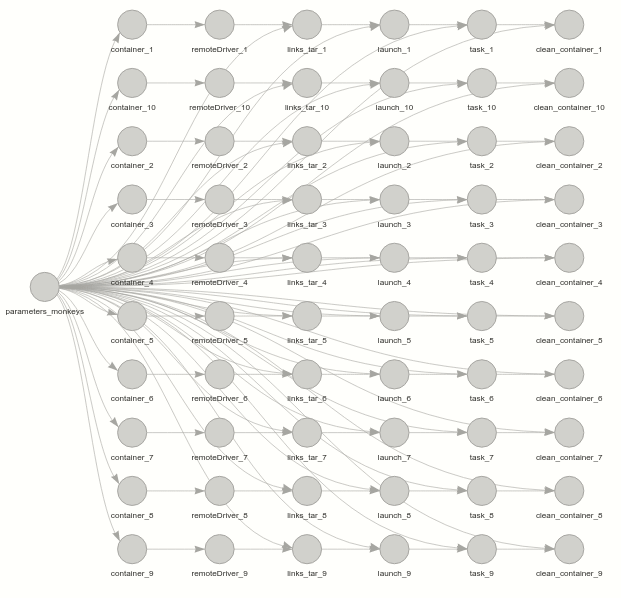 container_1 remoteDriver_1 links_tar_1 launch_1 task_1 clean_container_1
container_10 remoteDriver_10 links_tar_10 launch_10 task_10 clean_container_10
container_2 remoteDriver_2 links_tar_2 launch_2 task_2 clean_container_2
container_3 remoteDriver_3 links_tar_3 launch_3 task_3 clean_container_3
container_4 remoteDriver_4 links_tar_4 launch_4 task_4 clean_container_4
parameters_monkeys
container_5 remoteDriver_5 links_tar_5 launch_5 task_5 clean_container_5
container_6 remoteDriver_6 links_tar_6 launch_6 task_6 clean_container_6
container_7 remoteDriver_7 links_tar_7 launch_7 task_7 clean_container_7
container_8 remoteDriver_8 links_tar_8 launch_8 task_8 clean_container_8
container_9 remoteDriver_9 links_tar_9 launch_9 task_9 clean_container_9